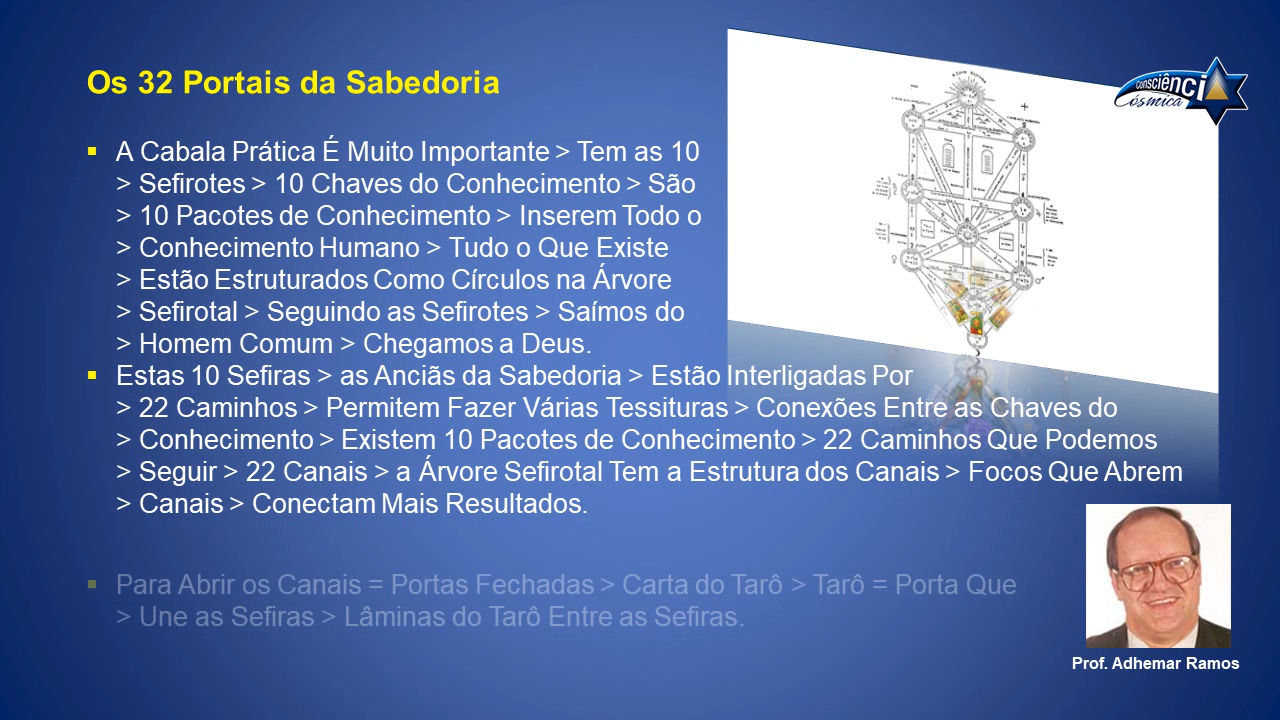 Os 32 Portais da Sabedoria
consciência
Cósmica
A Cabala Prática É Muito Importante > Tem as 10
> Sefirotes > 10 Chaves do Conhecimento > São
> 10 Pacotes de Conhecimento > Inserem Todo o
> Conhecimento Humano > Tudo o Que Existe
> Estão Estruturados Como Círculos na Árvore
> Sefirotal > Seguindo as Sefirotes > Saímos do
> Homem Comum > Chegamos a Deus.
Estas 10 Sefiras > as Anciãs da Sabedoria > Estão Interligadas Por
> 22 Caminhos > Permitem Fazer Várias Tessituras > Conexões Entre as Chaves do
> Conhecimento > Existem 10 Pacotes de Conhecimento > 22 Caminhos Que Podemos
> Seguir > 22 Canais > a Árvore Sefirotal Tem a Estrutura dos Canais > Focos Que Abrem
> Canais > Conectam Mais Resultados.
Para Abrir os Canais = Portas Fechadas > Carta do Tarô > Tarô = Porta Que
> Une as Sefiras > Lâminas do Tarô Entre as Sefiras.
Prof. Adhemar Ramos